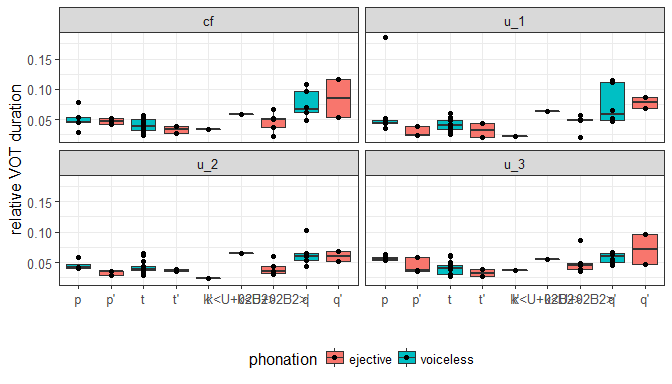 cf u_1
0.15
0.10
0.05
relative VOT duration
u_2 u_3
0.15
0.10
0.05
p p' t t' q q' p p' t t' q'
phonation ejective voiceless